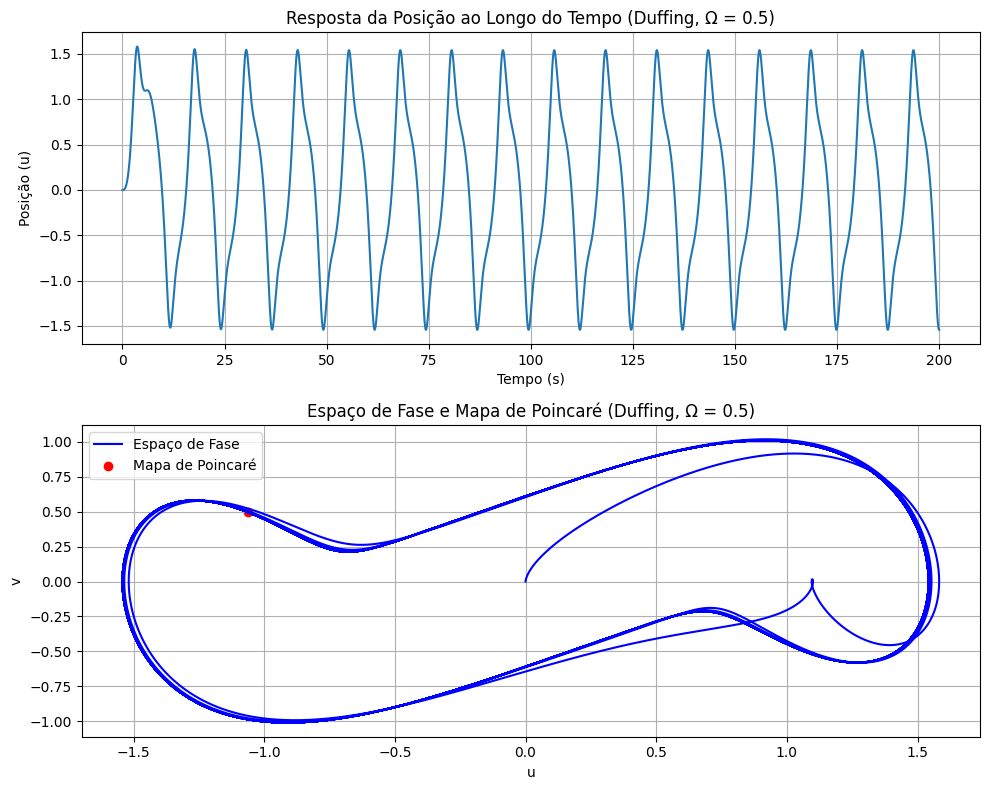 Resposta da Posição ao Longo do Tempo (Duffing, Ω = 0.5)
Posição (u)
1.5
1.0
0.5
0.0
−0.5
−1.0
−1.5
0 25 50 75 100 125 150 175 200
Tempo (s)
Espaço de Fase e Mapa de Poincaré (Duffing, Ω = 0.5)
Espaço de Fase
Mapa de Poincaré
v
1.00
0.75
0.50
0.25
0.00
−0.25
−0.50
−0.75
−1.00
−1.5 −1.0 −0.5 0.0 0.5 1.0 1.5
u